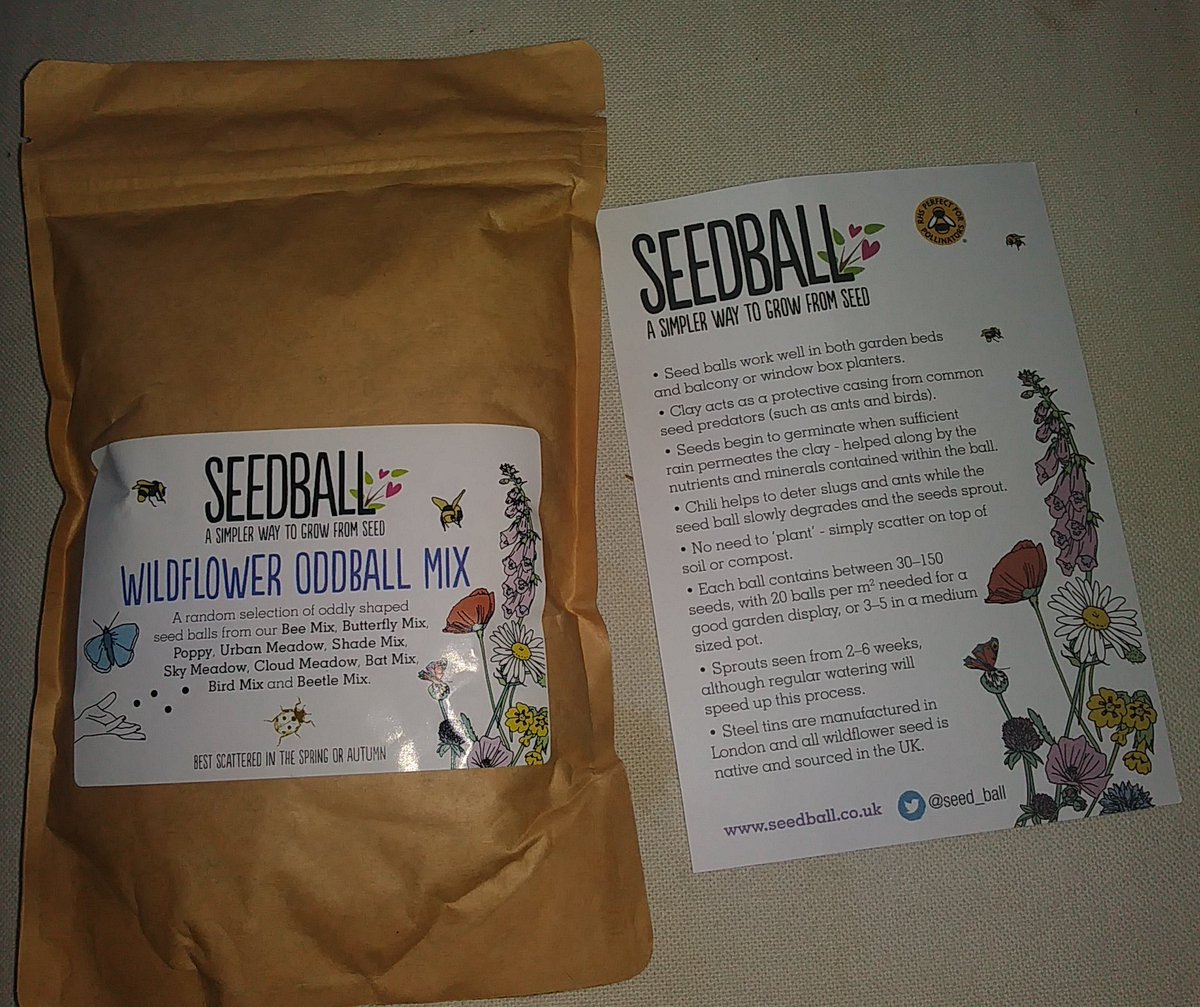 SEEDBALL
A SIMPLER WAY TO GROW FROM SEED
WILDFLOWER ODDBALL MIX
A random selection of oddly shaped
seed balls from our Bee Mix, Butterfly Mix,
Poppy, Urban Meadow, Shade Mix,
Sky Meadow, Cloud Meadow, Bat Mix,
Bird Mix and Beetle Mix.
BEST SCATTERED IN THE SPRING OR AUTUMN
SEEDBALL
A SIMPLER WAY TO GROW FROM SEED
RHS PERFECT FOR
POLLINATORS
• Seed balls work well in both garden beds
and balcony or window box planters.
• Clay acts as a protective casing from common
seed predators (such as ants and birds).
• Seeds begin to germinate when sufficient
rain permeates the clay - helped along by the
nutrients and minerals contained within the ball.
• Chili helps to deter slugs and ants while the
seed ball slowly degrades and the seeds sprout.
• No need to 'plant' - simply scatter on top of
soil or compost.
• Each ball contains between 30–150
seeds, with 20 balls per m² needed for a
good garden display, or 3–5 in a medium
sized pot.
• Sprouts seen from 2–6 weeks,
although regular watering will
speed up this process.
• Steel tins are manufactured in
London and all wildflower seed is
native and sourced in the UK.
www.seedball.co.uk @seed_ball